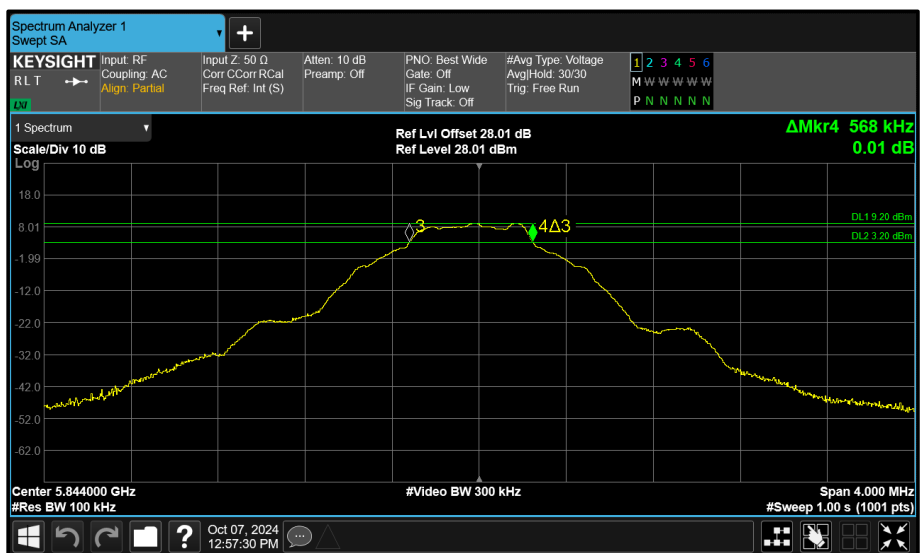 Spectrum Analyzer 1
Swept SA
KEYSIGHT
R L T
LXI
Input: RF
Coupling: AC
Align: Partial
Input Z: 50 Ω
Corr CCorr RCal
Freq Ref: Int (S)
Atten: 10 dB
Preamp: Off
PNO: Best Wide
Gate: Off
IF Gain: Low
Sig Track: Off
#Avg Type: Voltage
Avg|Hold: 30/30
Trig: Free Run
1 2 3 4 5 6
M W W W W W
P N N N N N
1 Spectrum
Scale/Div 10 dB
Log
Ref Lvl Offset 28.01 dB
Ref Level 28.01 dBm
ΔMkr4 568 kHz
0.01 dB
18.0
8.01
-1.99
-12.0
-22.0
-32.0
-42.0
-52.0
-62.0
3
4Δ3
DL1 9.20 dBm
DL2 3.20 dBm
Center 5.844000 GHz
#Res BW 100 kHz
#Video BW 300 kHz
Span 4.000 MHz
#Sweep 1.00 s (1001 pts)
?
Oct 07, 2024
12:57:30 PM